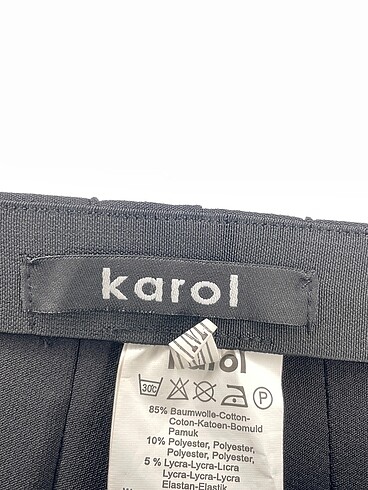 karol
karol
30°C
P
85% Baumwolle-Cotton-
Coton-Katoen-Bomuld
Pamuk
10% Polyester, Polyester,
Polyester, Polyester
5% Lycra-Lycra-Lıcra
Lycra-Lycra-Lycra
Elastan-Elastik